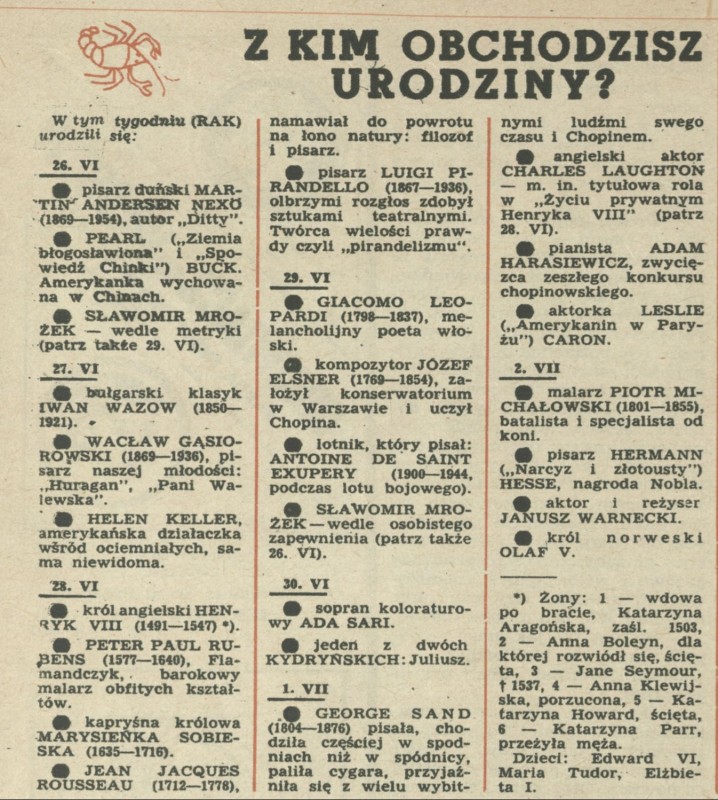 Z KIM OBCHODZISZ
URODZINY?
W tym tygodniu (RAK)
urodzili się:
26. VI
● pisarz duński MAR-
TIN ANDERSEN NEXÖ
(1869—1954), autor „Ditty".
● PEARL („Ziemia
błogosławiona" i „Spo-
wiedź Chinki") BUCK.
Amerykanka wychowa-
na w Chinach.
● SŁAWOMIR MRO-
ŻEK — wedle metryki
(patrz także 29. VI).
27. VI
● bułgarski klasyk
IWAN WAZOW (1850—
1921).
● WACŁAW GĄSIO-
ROWSKI (1869—1936), pi-
sarz naszej młodości:
„Huragan", „Pani Wa-
lewska".
● HELEN KELLER,
amerykańska działaczka
wśród ociemniałych, sa-
ma niewidoma.
28. VI
● król angielski HEN-
RYK VIII (1491—1547) *).
● PETER PAUL RU-
BENS (1577—1640), Fla-
mandczyk, barokowy
malarz obfitych kształ-
tów.
● kapryśna królowa
MARYSIEŃKA SOBIE-
SKA (1635—1716).
● JEAN JACQUES
ROUSSEAU (1712—1778),
namawiał do powrotu
na łono natury: filozof
i pisarz.
● pisarz LUIGI PI-
RANDELLO (1867—1936),
olbrzymi rozgłos zdobył
sztukami teatralnymi.
Twórca wielości praw-
dy czyli „pirandelizmu".
29. VI
● GIACOMO LEO-
PARDI (1798—1837), me-
lancholijny poeta wło-
ski.
● kompozytor JÓZEF
ELSNER (1769—1854), za-
łożył konserwatorium
w Warszawie i uczył
Chopina.
● lotnik, który pisał:
ANTOINE DE SAINT
EXUPERY (1900—1944,
podczas lotu bojowego).
● SŁAWOMIR MRO-
ŻEK — wedle osobistego
zapewnienia (patrz także
26. VI).
30. VI
● sopran koloraturo-
wy ADA SARI.
● jeden z dwóch
KYDRYŃSKICH: Juliusz.
1. VII
● GEORGE SAND
(1804—1876) pisała, cho-
dziła częściej w spod-
niach niż w spódnicy,
paliła cygara, przyjaź-
niła się z wielu wybit-
nymi ludźmi swego
czasu i Chopinem.
● angielski aktor
CHARLES LAUGHTON
— m. in. tytułowa rola
w „Życiu prywatnym
Henryka VIII" (patrz
28. VI).
● pianista ADAM
HARASIEWICZ, zwycięz-
ca zeszłego konkursu
chopinowskiego.
● aktorka LESLIE
(„Amerykanin w Pary-
żu") CARON.
2. VII
● malarz PIOTR MI-
CHAŁOWSKI (1801—1855),
batalista i specjalista od
koni.
● pisarz HERMANN
(„Narcyz i złotousty")
HESSE, nagroda Nobla.
● aktor i reżyser
JANUSZ WARNECKI.
● król norweski
OLAF V.
*) Żony: 1 — wdowa
po bracie, Katarzyna
Aragońska, zaśl. 1503,
2 — Anna Boleyn, dla
której rozwiódł się, ścię-
ta, 3 — Jane Seymour,
† 1537, 4 — Anna Klewij-
ska, porzucona, 5 — Ka-
tarzyna Howard, ścięta,
6 — Katarzyna Parr,
przeżyła męża.
Dzieci: Edward VI,
Maria Tudor, Elżbie-
ta I.